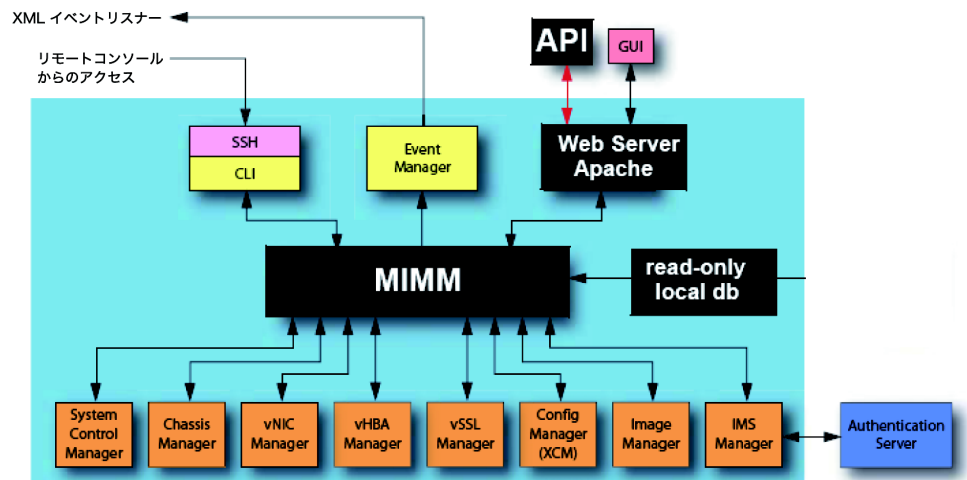 XML イベントリスナー
リモートコンソール
からのアクセス
API
GUI
SSH
CLI
Event
Manager
Web Server
Apache
MIMM
read-only
local db
System
Control
Manager
Chassis
Manager
vNIC
Manager
vHBA
Manager
vSSL
Manager
Config
Manager
(XCM)
Image
Manager
IMS
Manager
Authentication
Server